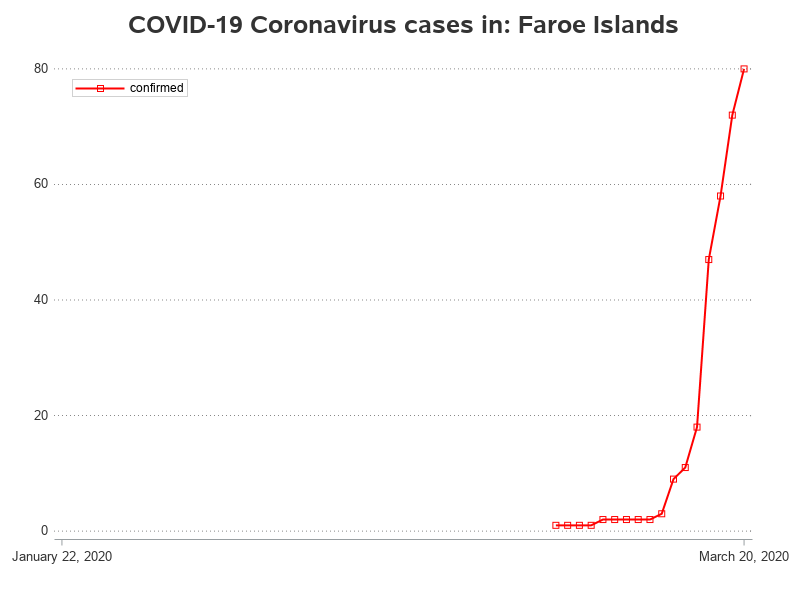 COVID-19 Coronavirus cases in: Faroe Islands
80
confirmed
60
40
20
0
January 22, 2020
March 20, 2020